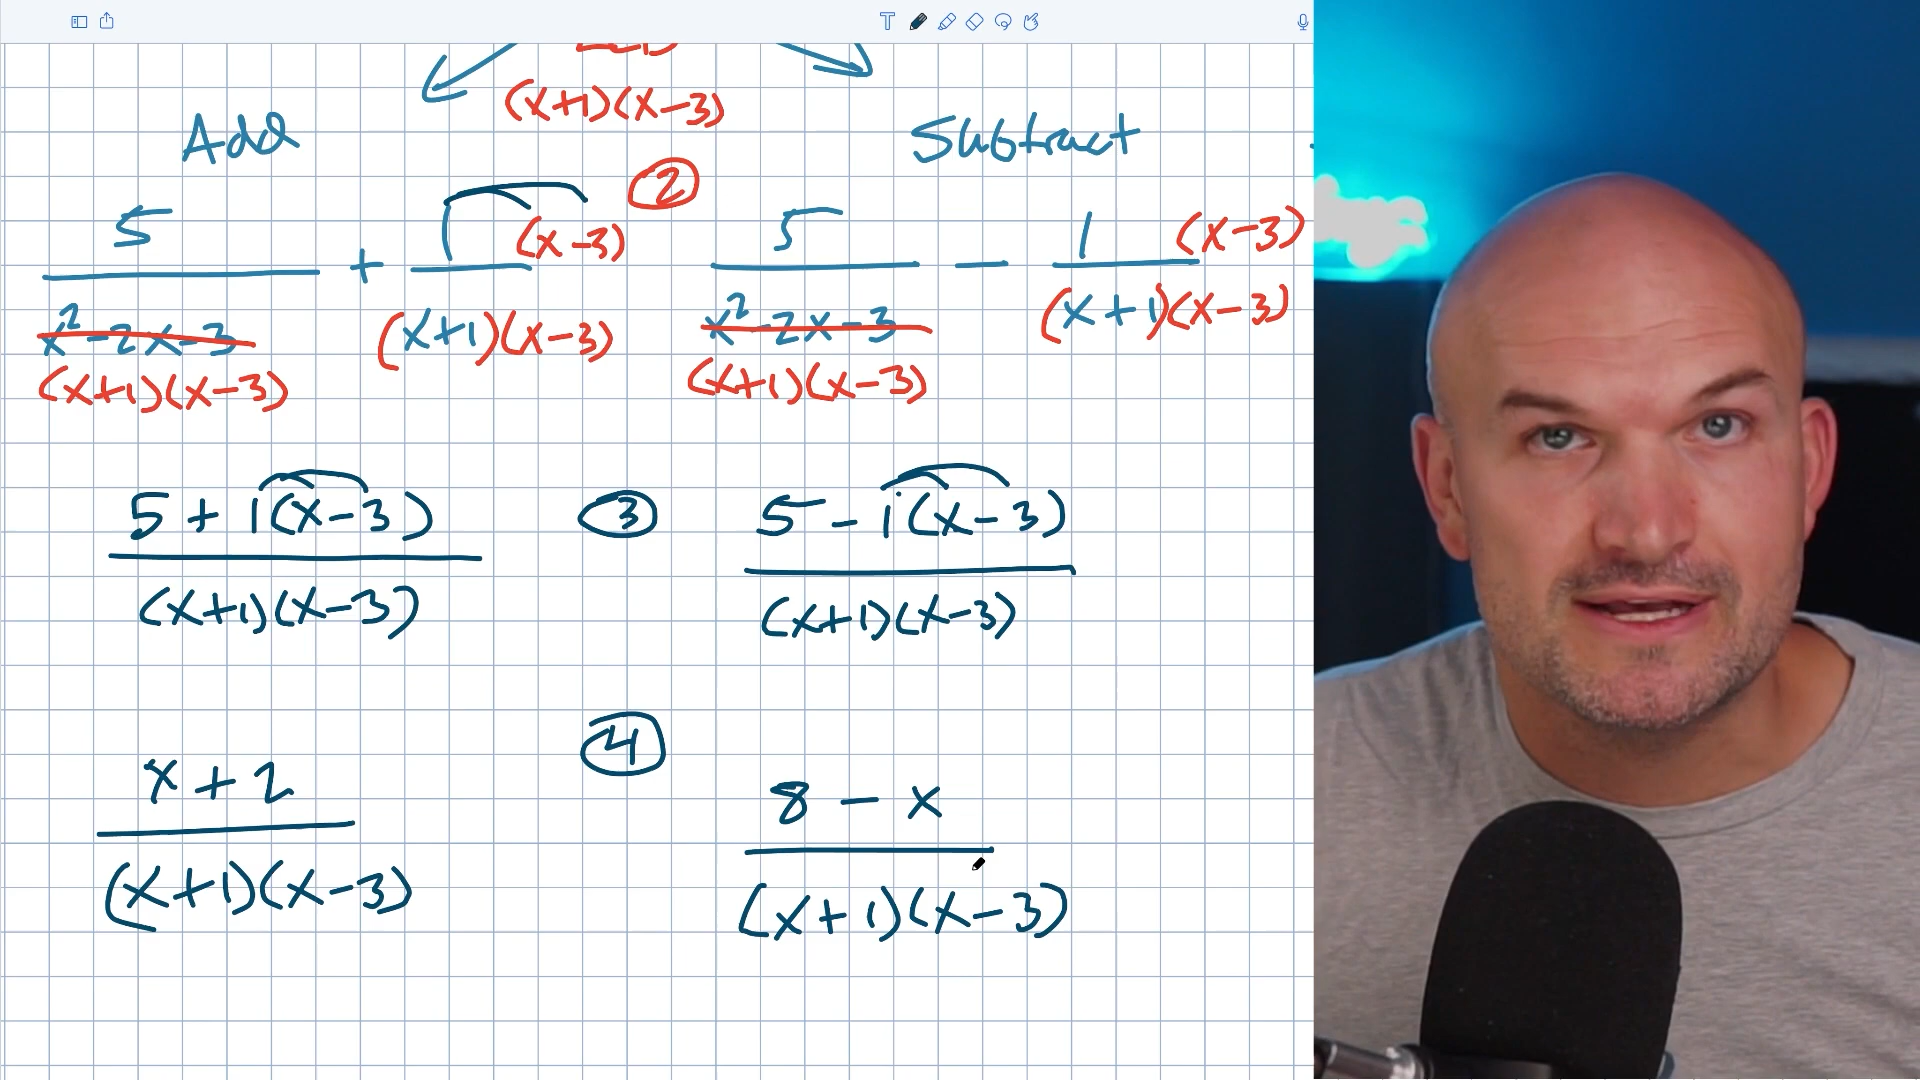 (x+1)(x-3)
Add
Subtract
②
5 + 1(x-3)
x²-2x-3
(x+1)(x-3)
(x+1)(x-3)
5 - 1(x-3)
x²-2x-3
(x+1)(x-3)
(x+1)(x-3)
5+1(x-3)
(x+1)(x-3)
③
5-1(x-3)
(x+1)(x-3)
x+2
(x+1)(x-3)
④
8-x
(x+1)(x-3)